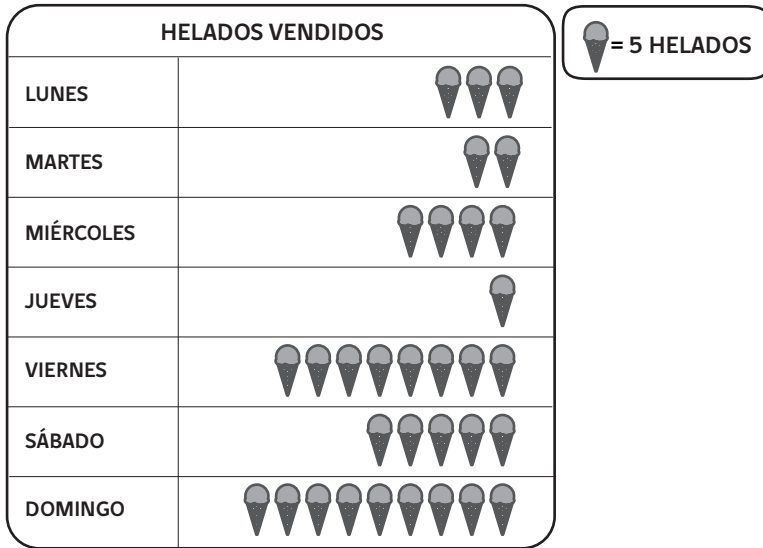 HELADOS VENDIDOS
= 5 HELADOS
LUNES
MARTES
MIÉRCOLES
JUEVES
VIERNES
SÁBADO
DOMINGO